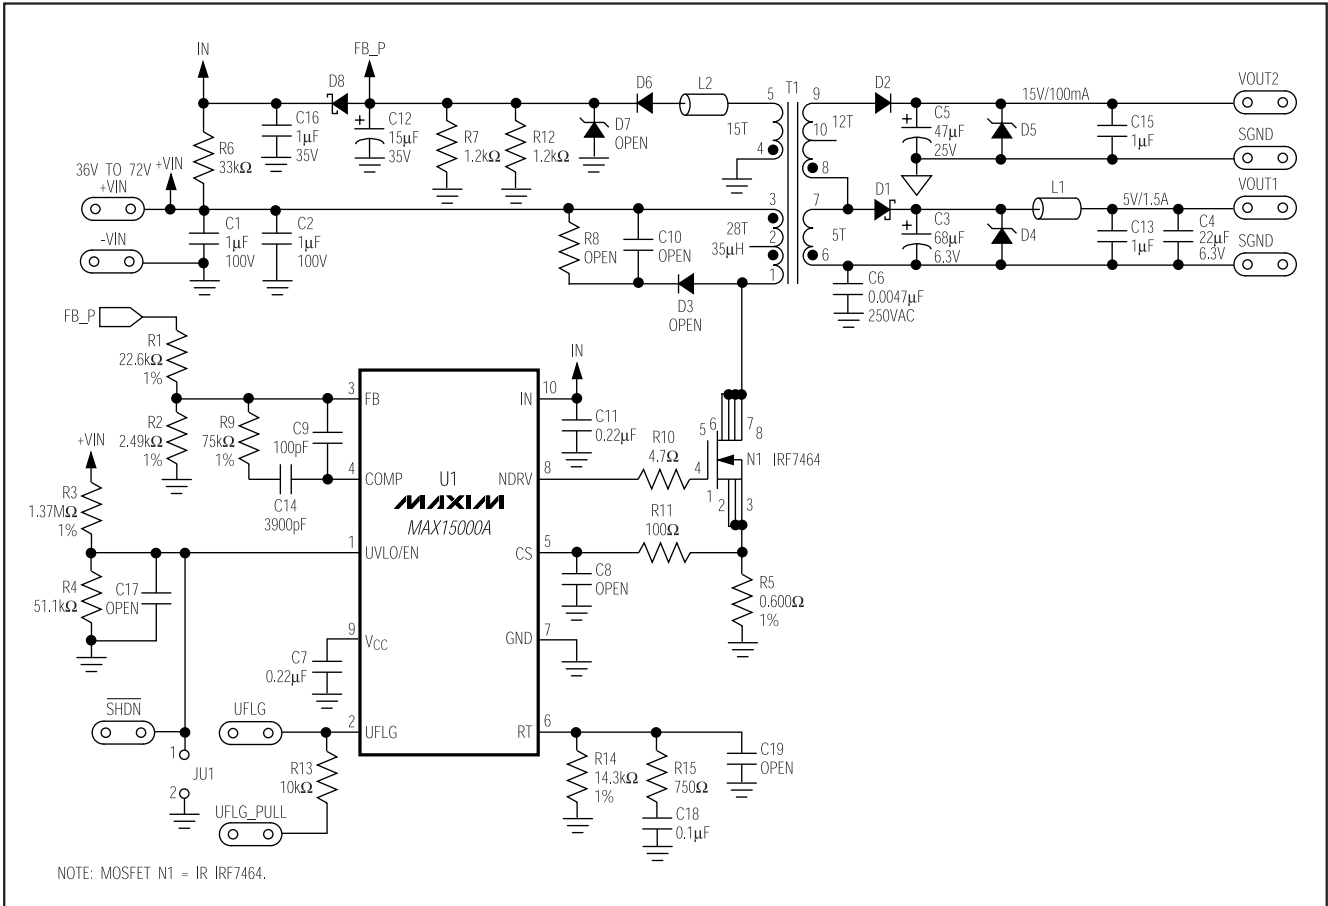 IN
FB_P
D8
C16
1µF
35V
C12
15µF
35V
R7
1.2kΩ
R12
1.2kΩ
D7
OPEN
D6
L2
T1
5
15T
4
9
10
12T
8
D2
C5
47µF
25V
15V/100mA
D5
C15
1µF
VOUT2
SGND
R6
33kΩ
36V TO 72V
+VIN
+VIN
-VIN
C1
1µF
100V
C2
1µF
100V
R8
OPEN
C10
OPEN
D3
OPEN
3
28T
2
35µH
1
7
5T
6
D1
C3
68µF
6.3V
D4
L1
5V/1.5A
C13
1µF
C4
22µF
6.3V
VOUT1
SGND
C6
0.0047µF
250VAC
FB_P
R1
22.6kΩ
1%
R2
2.49kΩ
1%
R9
75kΩ
1%
C9
100pF
C14
3900pF
+VIN
R3
1.37MΩ
1%
R4
51.1kΩ
C17
OPEN
3
FB
4
COMP
1
UVLO/EN
9
VCC
2
UFLG
U1
MAXIM
MAX15000A
10
IN
8
NDRV
5
CS
7
GND
6
RT
IN
C11
0.22µF
R10
4.7Ω
R11
100Ω
C8
OPEN
5
6
7
8
4
N1 IRF7464
1
2
3
R5
0.600Ω
1%
C7
0.22µF
SHDN
UFLG
1
JU1
2
R13
10kΩ
UFLG_PULL
R14
14.3kΩ
1%
R15
750Ω
C18
0.1µF
C19
OPEN
NOTE: MOSFET N1 = IR IRF7464.